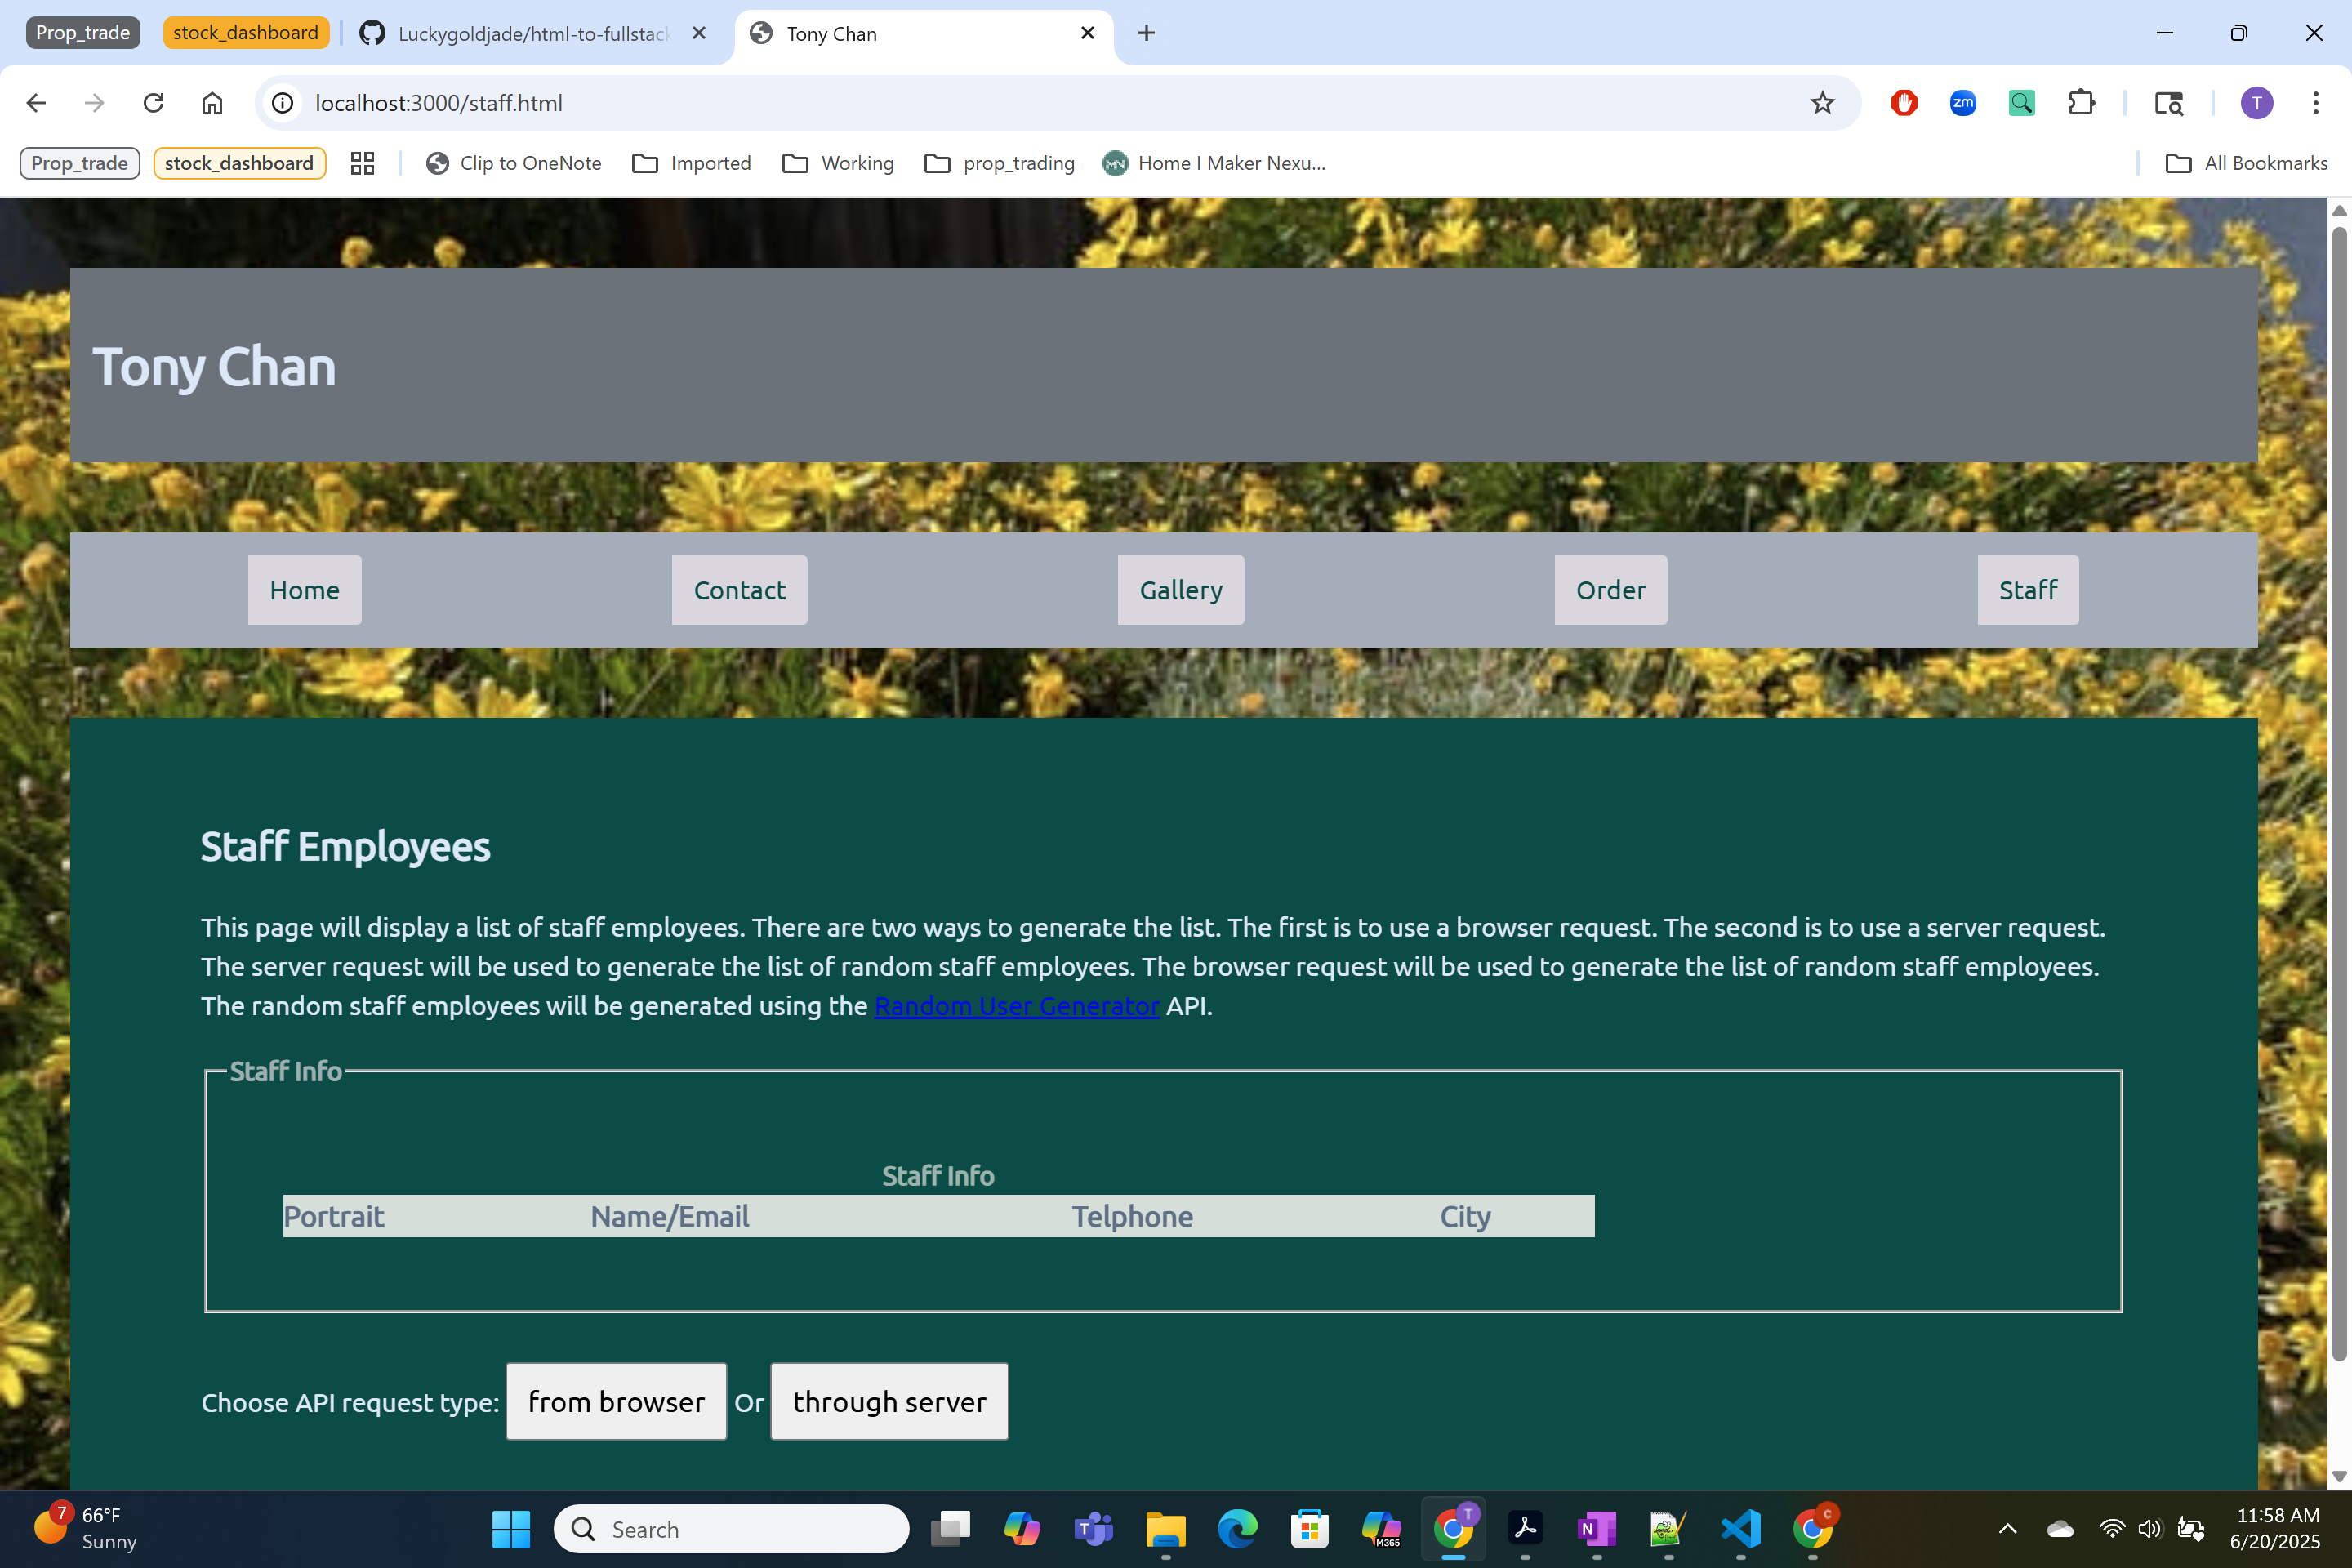 Prop_trade
stock_dashboard
Luckygoldjade/html-to-fullstack
Tony Chan
localhost:3000/staff.html
zm
T
Prop_trade
stock_dashboard
Clip to OneNote
Imported
Working
prop_trading
MN
Home I Maker Nexu...
All Bookmarks
Tony Chan
Home
Contact
Gallery
Order
Staff
Staff Employees
This page will display a list of staff employees. There are two ways to generate the list. The first is to use a browser request. The second is to use a server request.
The server request will be used to generate the list of random staff employees. The browser request will be used to generate the list of random staff employees.
The random staff employees will be generated using the Random User Generator API.
Staff Info
Staff Info
Portrait Name/Email Telphone City
Choose API request type: from browser Or through server
7
66°F
Sunny
Search
T
M365
T
N
C
11:58 AM
6/20/2025